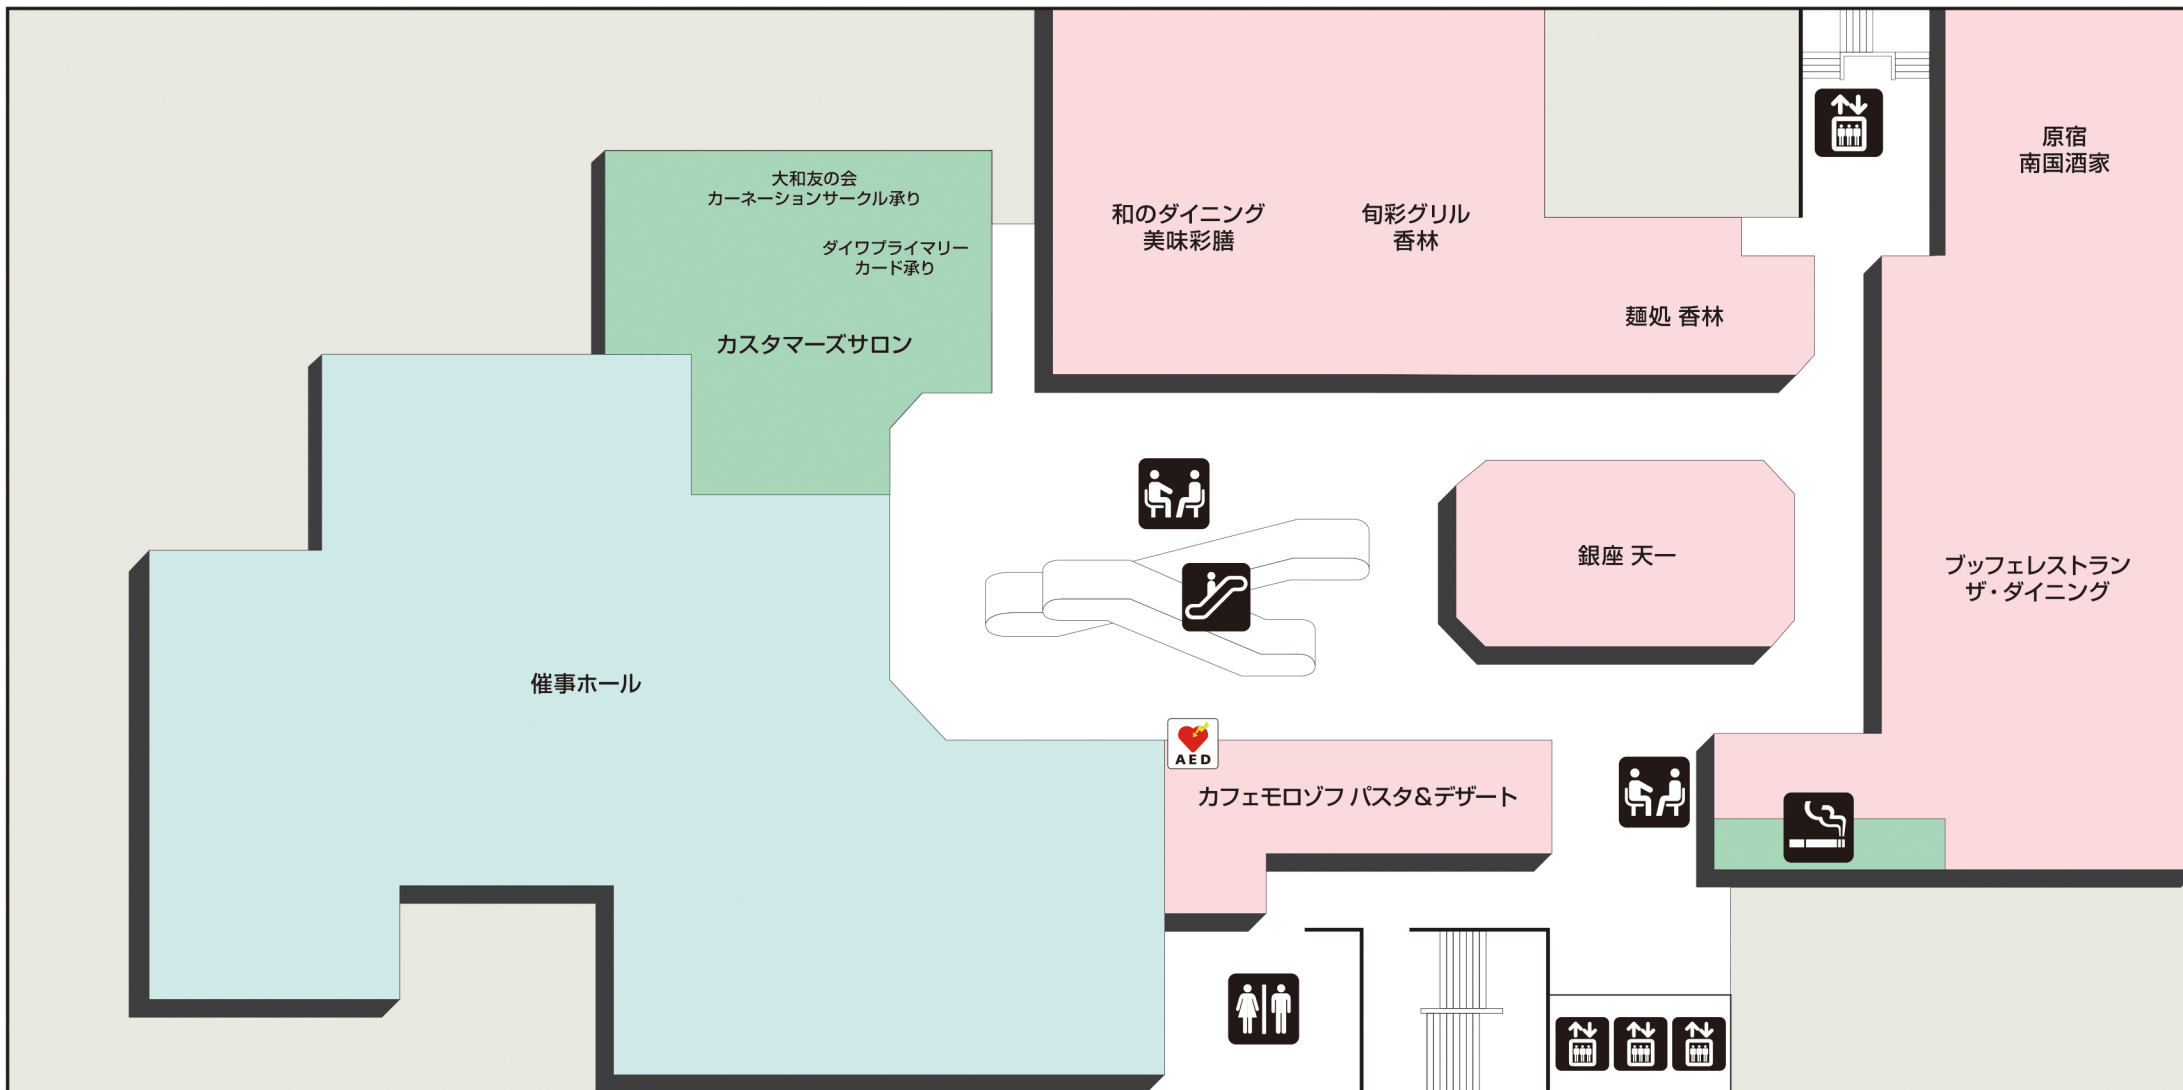 大和友の会
カーネーションサークル承り
ダイワプライマリー
カード承り
カスタマーズサロン
和のダイニング
美味彩膳
旬彩グリル
香林
麺処 香林
原宿
南国酒家
銀座 天一
ブッフェレストラン
ザ・ダイニング
催事ホール
AED
カフェモロゾフ パスタ&デザート